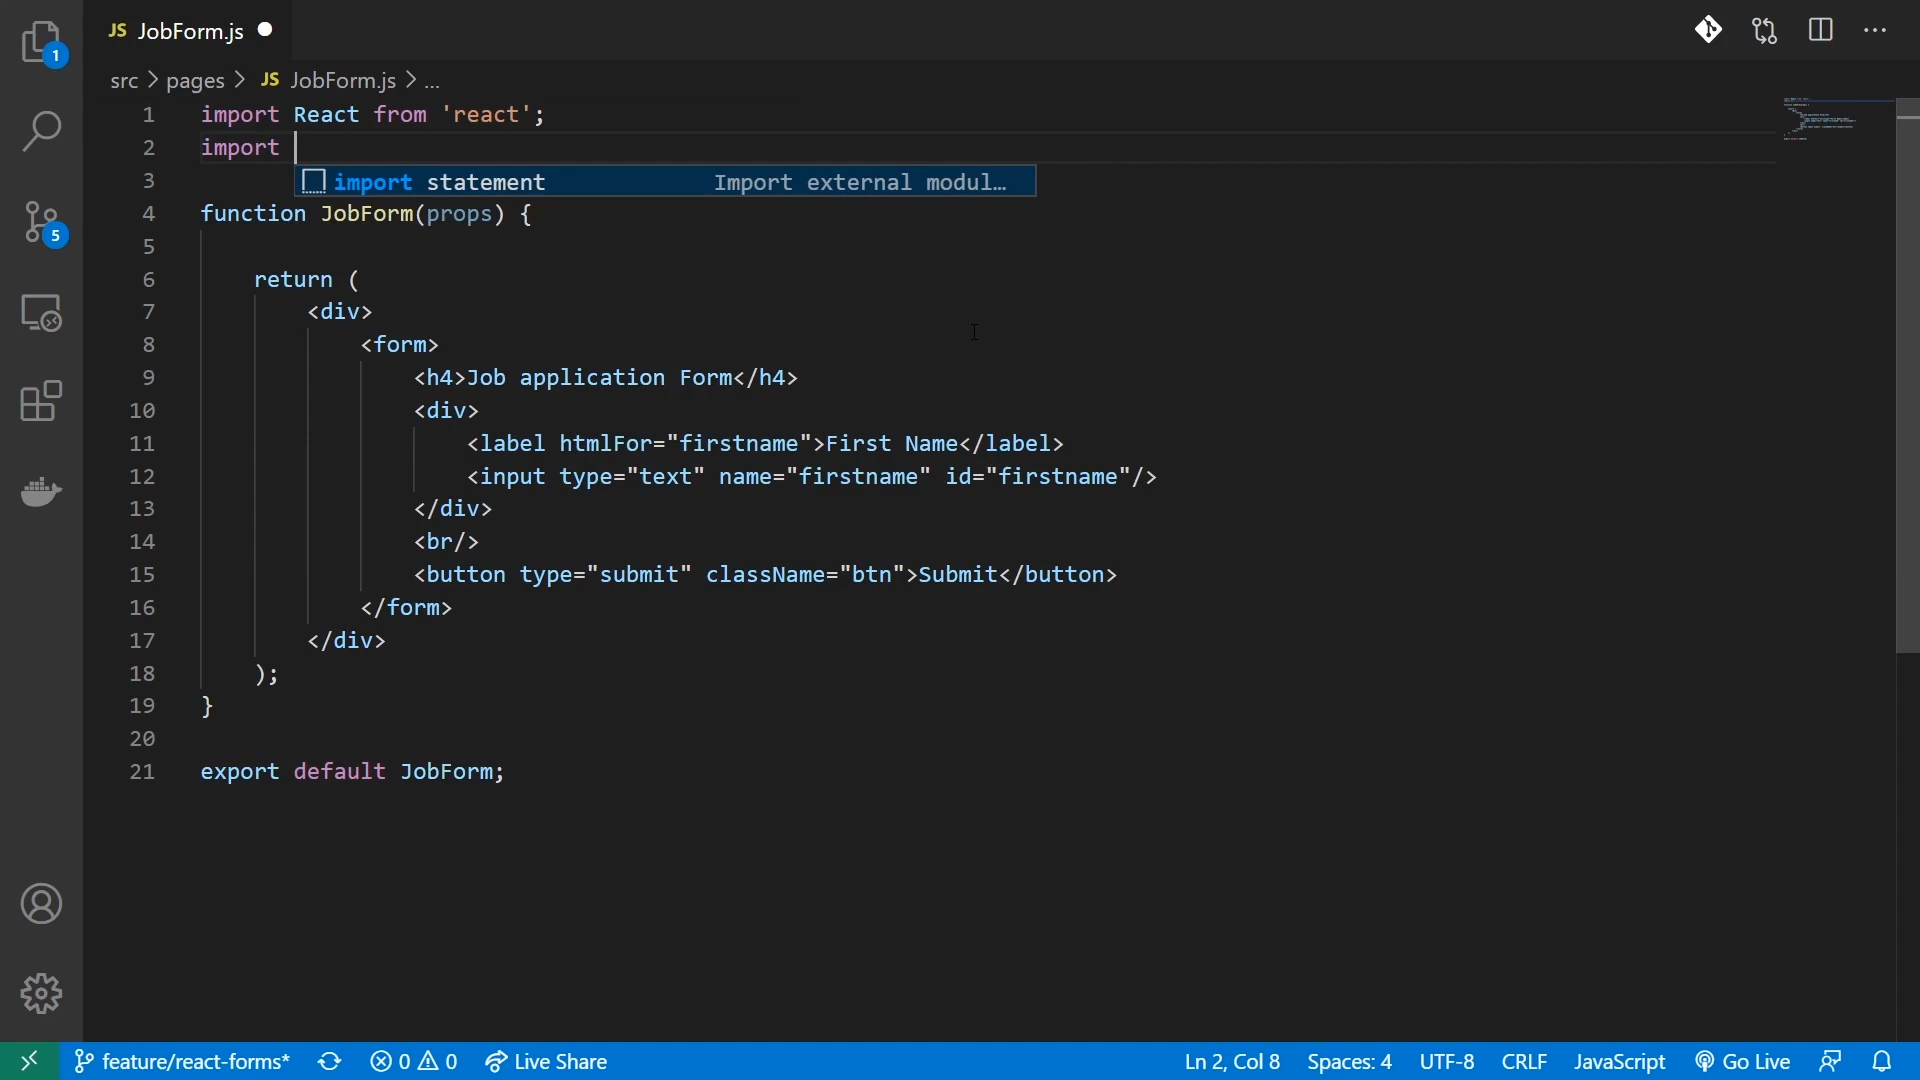 JS JobForm.js
1
src > pages > JS JobForm.js > ...
1 import React from 'react';
2 import
3 import statement Import external modul…
4 function JobForm(props) {
5
5
6 return (
7 <div>
8 <form>
9 <h4>Job application Form</h4>
10 <div>
11 <label htmlFor="firstname">First Name</label>
12 <input type="text" name="firstname" id="firstname"/>
13 </div>
14 <br/>
15 <button type="submit" className="btn">Submit</button>
16 </form>
17 </div>
18 );
19 }
20
21 export default JobForm;
feature/react-forms* 0 0 Live Share Ln 2, Col 8 Spaces: 4 UTF-8 CRLF JavaScript Go Live